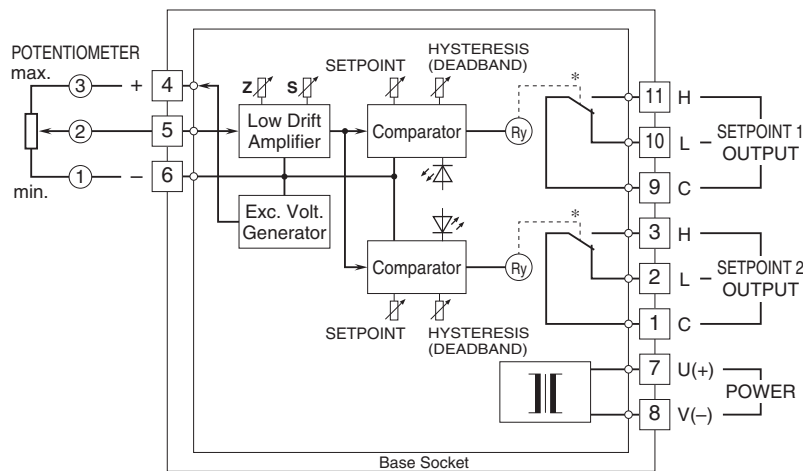 POTENTIOMETER
max.
3
+
4
2
5
1
–
6
min.
Z
S
Low Drift
Amplifier
Exc. Volt.
Generator
SETPOINT
HYSTERESIS
(DEADBAND)
Comparator
Ry
*
11 H
10 L
9 C
SETPOINT 1
OUTPUT
Comparator
SETPOINT
HYSTERESIS
(DEADBAND)
Ry
*
3 H
2 L
1 C
SETPOINT 2
OUTPUT
7 U(+)
8 V(–)
POWER
Base Socket